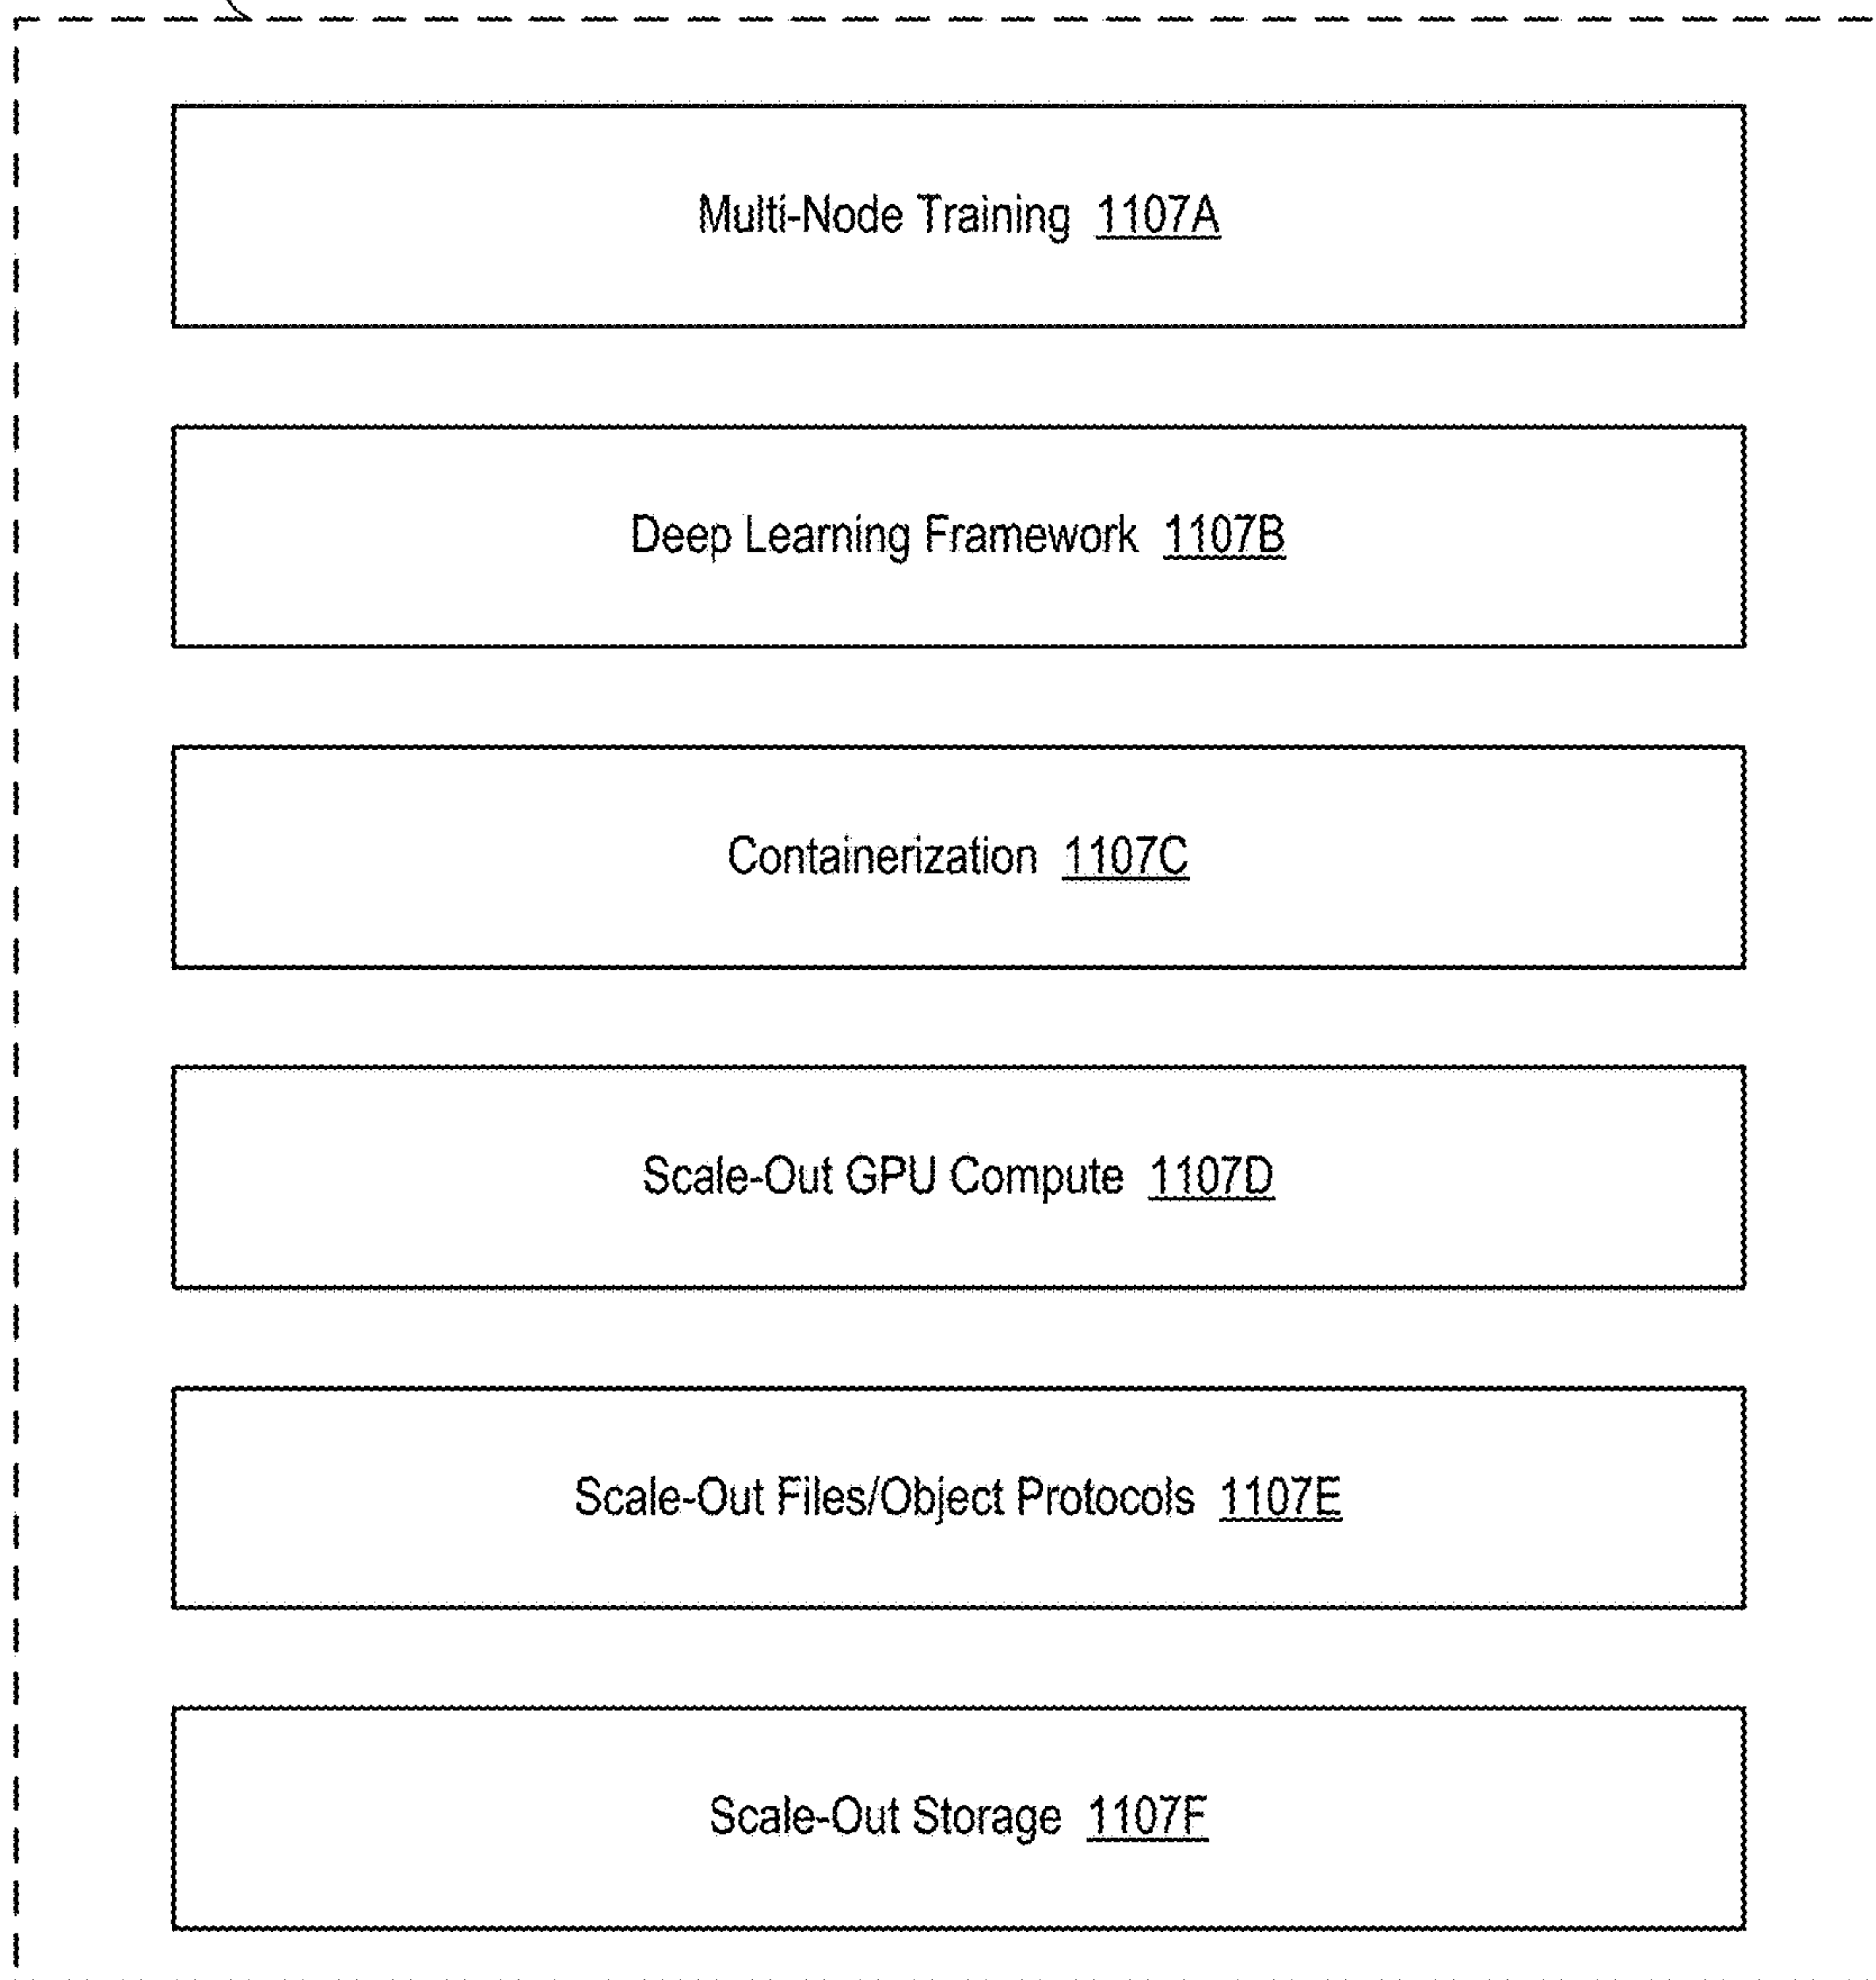 Multi-Node Training 1107A
Deep Learning Framework 1107B
Containerization 1107C
Scale-Out GPU Compute 1107D
Scale-Out Files/Object Protocols 1107E
Scale-Out Storage 1107F